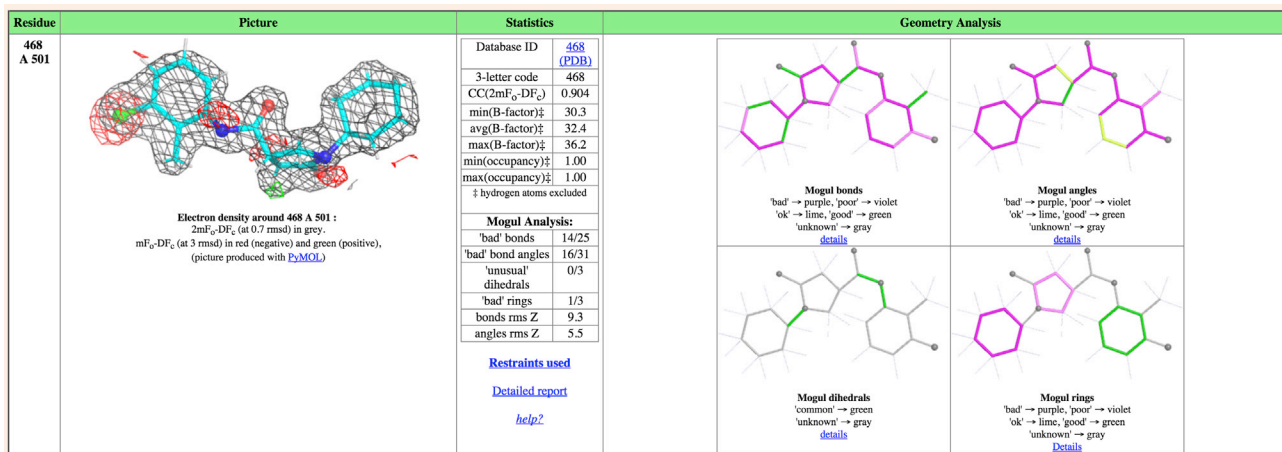 Residue Picture Statistics Geometry Analysis
468
A 501
Electron density around 468 A 501 :
2mFo-DFc (at 0.7 rmsd) in grey.
mFo-DFc (at 3 rmsd) in red (negative) and green (positive),
(picture produced with PyMOL)
Database ID 468 (PDB)
3-letter code 468
CC(2mFo-DFc) 0.904
min(B-factor)‡ 30.3
avg(B-factor)‡ 32.4
max(B-factor)‡ 36.2
min(occupancy)‡ 1.00
max(occupancy)‡ 1.00
‡ hydrogen atoms excluded
Mogul Analysis:
'bad' bonds 14/25
'bad' bond angles 16/31
'unusual' dihedrals 0/3
'bad' rings 1/3
bonds rms Z 9.3
angles rms Z 5.5
Restraints used
Detailed report
help?
Mogul bonds
'bad' → purple, 'poor' → violet
'ok' → lime, 'good' → green
'unknown' → gray
details
Mogul angles
'bad' → purple, 'poor' → violet
'ok' → lime, 'good' → green
'unknown' → gray
details
Mogul dihedrals
'common' → green
'unknown' → gray
details
Mogul rings
'bad' → purple, 'poor' → violet
'ok' → lime, 'good' → green
'unknown' → gray
Details